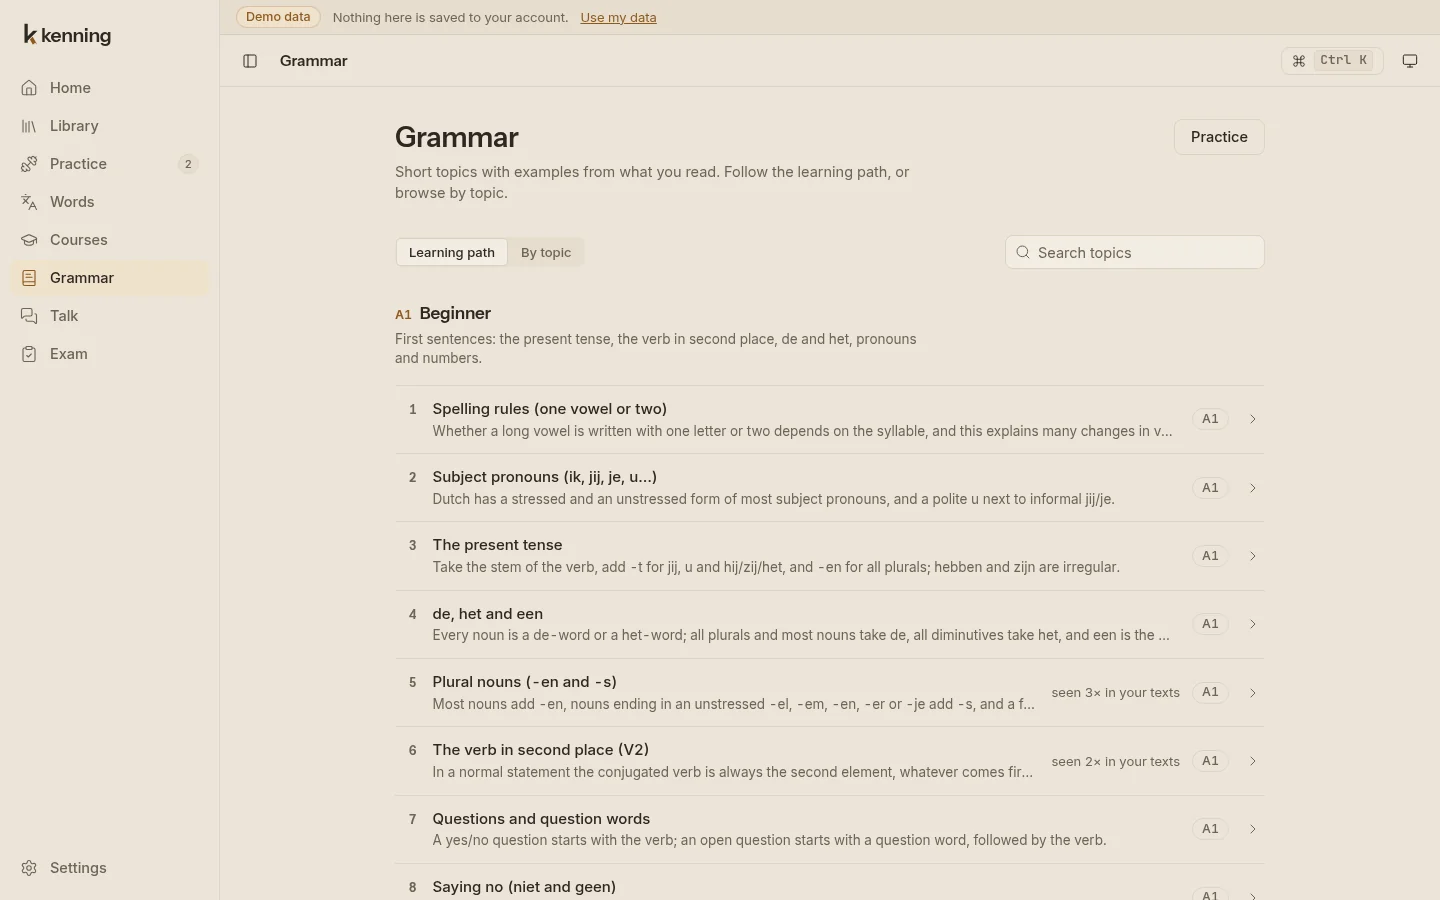 kenning
Home
Library
Practice 2
Words
Courses
Grammar
Talk
Exam
Settings
Demo data Nothing here is saved to your account. Use my data
Grammar
Ctrl K
Grammar
Practice
Short topics with examples from what you read. Follow the learning path, or
browse by topic.
Learning path By topic
Search topics
A1 Beginner
First sentences: the present tense, the verb in second place, de and het, pronouns
and numbers.
1 Spelling rules (one vowel or two)
Whether a long vowel is written with one letter or two depends on the syllable, and this explains many changes in v...
A1
2 Subject pronouns (ik, jij, je, u...)
Dutch has a stressed and an unstressed form of most subject pronouns, and a polite u next to informal jij/je.
A1
3 The present tense
Take the stem of the verb, add -t for jij, u and hij/zij/het, and -en for all plurals; hebben and zijn are irregular.
A1
4 de, het and een
Every noun is a de-word or a het-word; all plurals and most nouns take de, all diminutives take het, and een is the ...
A1
5 Plural nouns (-en and -s)
Most nouns add -en, nouns ending in an unstressed -el, -em, -en, -er or -je add -s, and a f...
seen 3× in your texts A1
6 The verb in second place (V2)
In a normal statement the conjugated verb is always the second element, whatever comes fir...
seen 2× in your texts A1
7 Questions and question words
A yes/no question starts with the verb; an open question starts with a question word, followed by the verb.
A1
8 Saying no (niet and geen)
A1